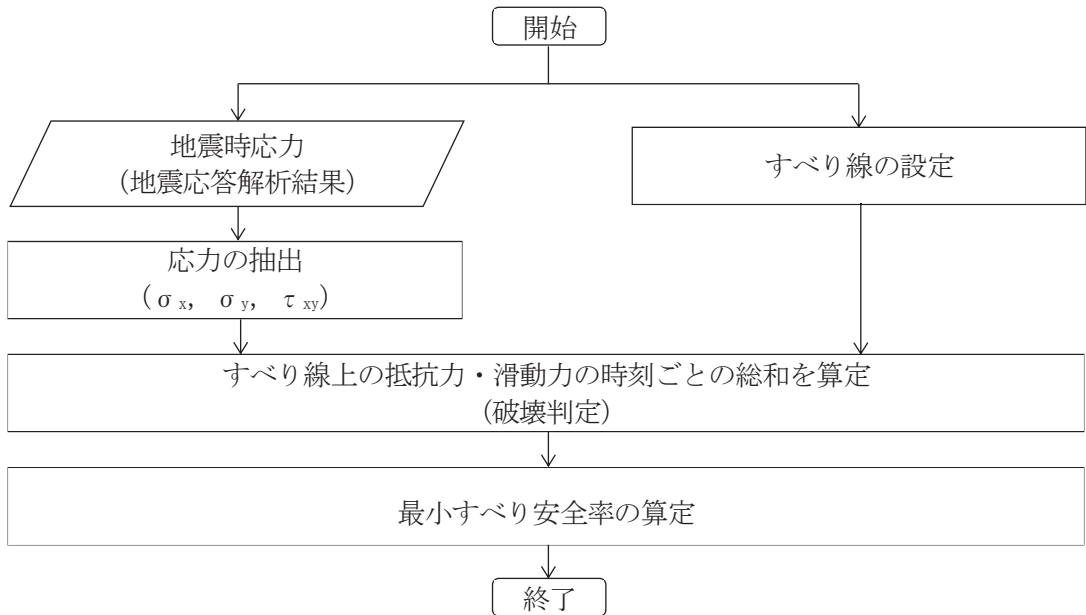 開始
地震時応力
(地震応答解析結果)
すべり線の設定
応力の抽出
(σx, σy, τxy)
すべり線上の抵抗力・滑動力の時刻ごとの総和を算定
(破壊判定)
最小すべり安全率の算定
終了